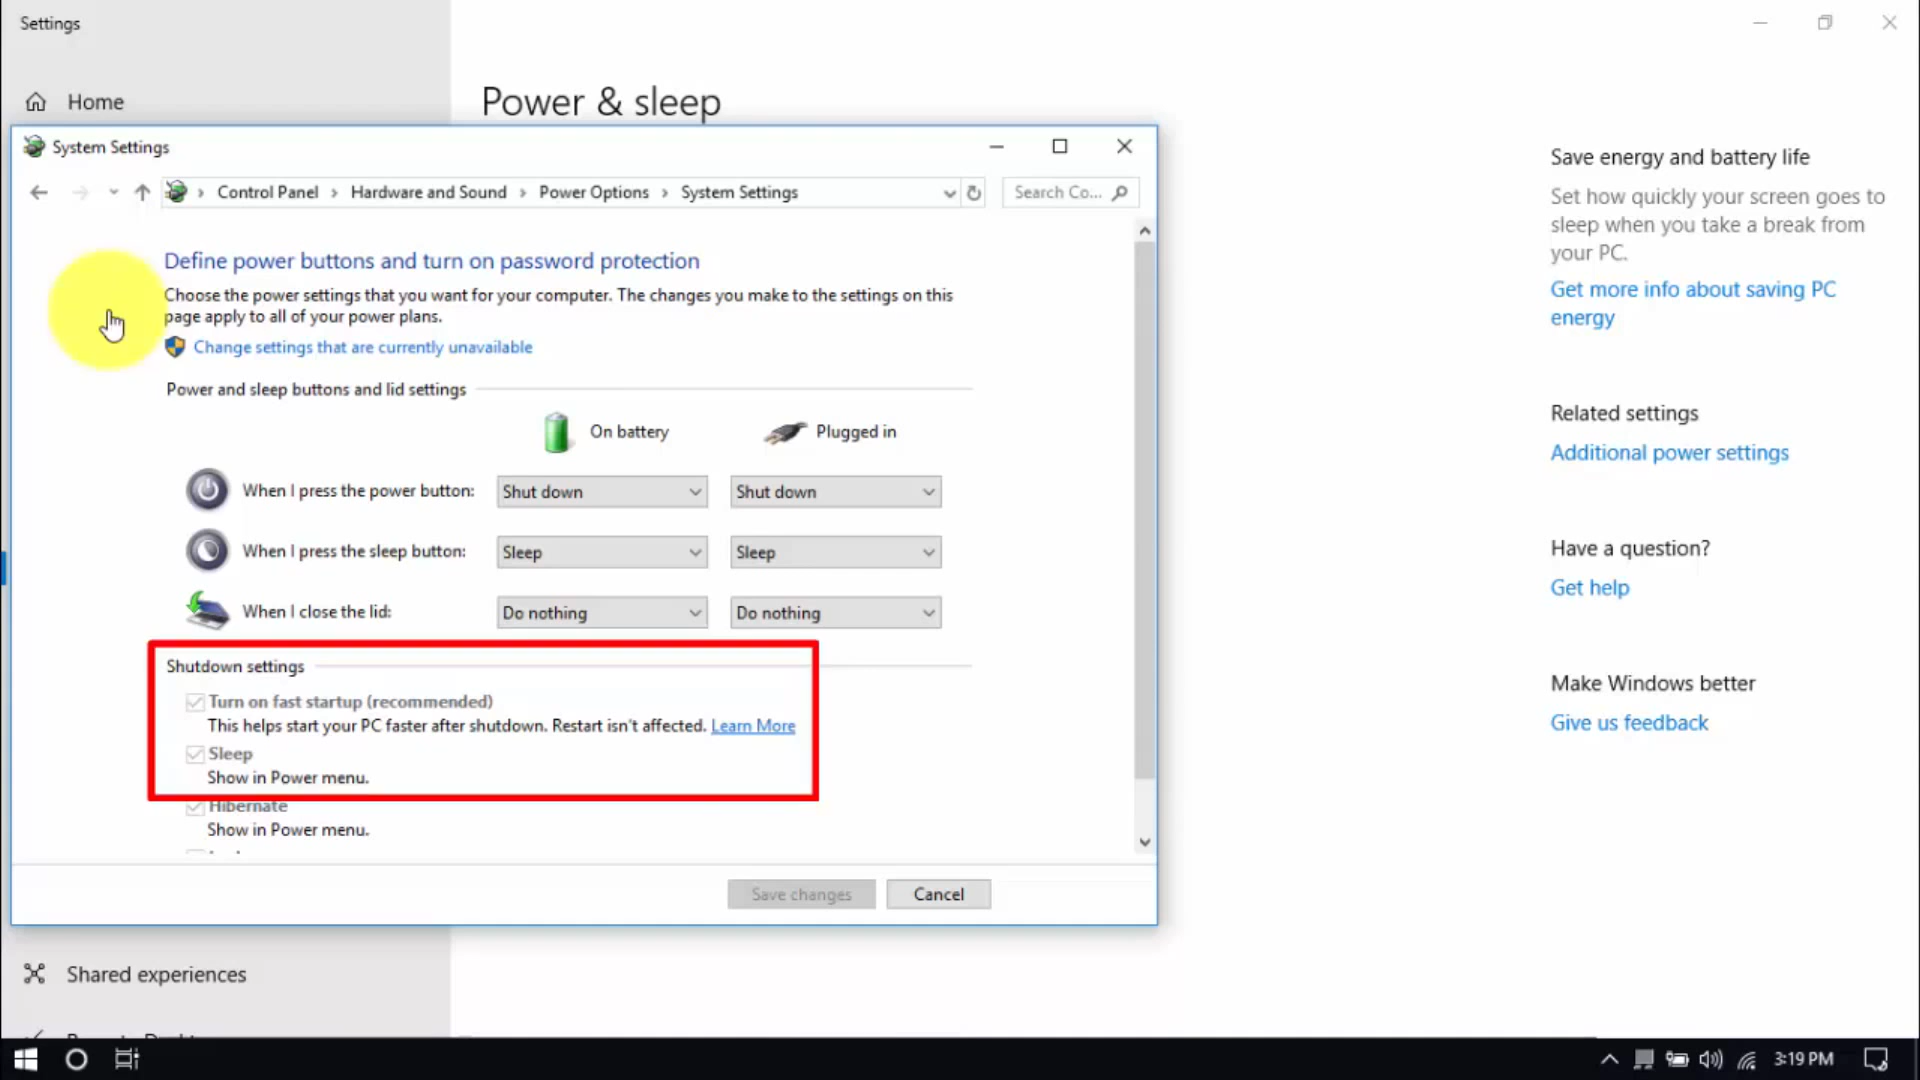 Settings
Home
Power & sleep
System Settings
Control Panel > Hardware and Sound > Power Options > System Settings
Search Co...
Define power buttons and turn on password protection
Choose the power settings that you want for your computer. The changes you make to the settings on this
page apply to all of your power plans.
Change settings that are currently unavailable
Power and sleep buttons and lid settings
On battery
Plugged in
When I press the power button:
Shut down
Shut down
When I press the sleep button:
Sleep
Sleep
When I close the lid:
Do nothing
Do nothing
Shutdown settings
Turn on fast startup (recommended)
This helps start your PC faster after shutdown. Restart isn't affected. Learn More
Sleep
Show in Power menu.
Hibernate
Show in Power menu.
Save changes
Cancel
Shared experiences
Save energy and battery life
Set how quickly your screen goes to
sleep when you take a break from
your PC.
Get more info about saving PC
energy
Related settings
Additional power settings
Have a question?
Get help
Make Windows better
Give us feedback
3:19 PM